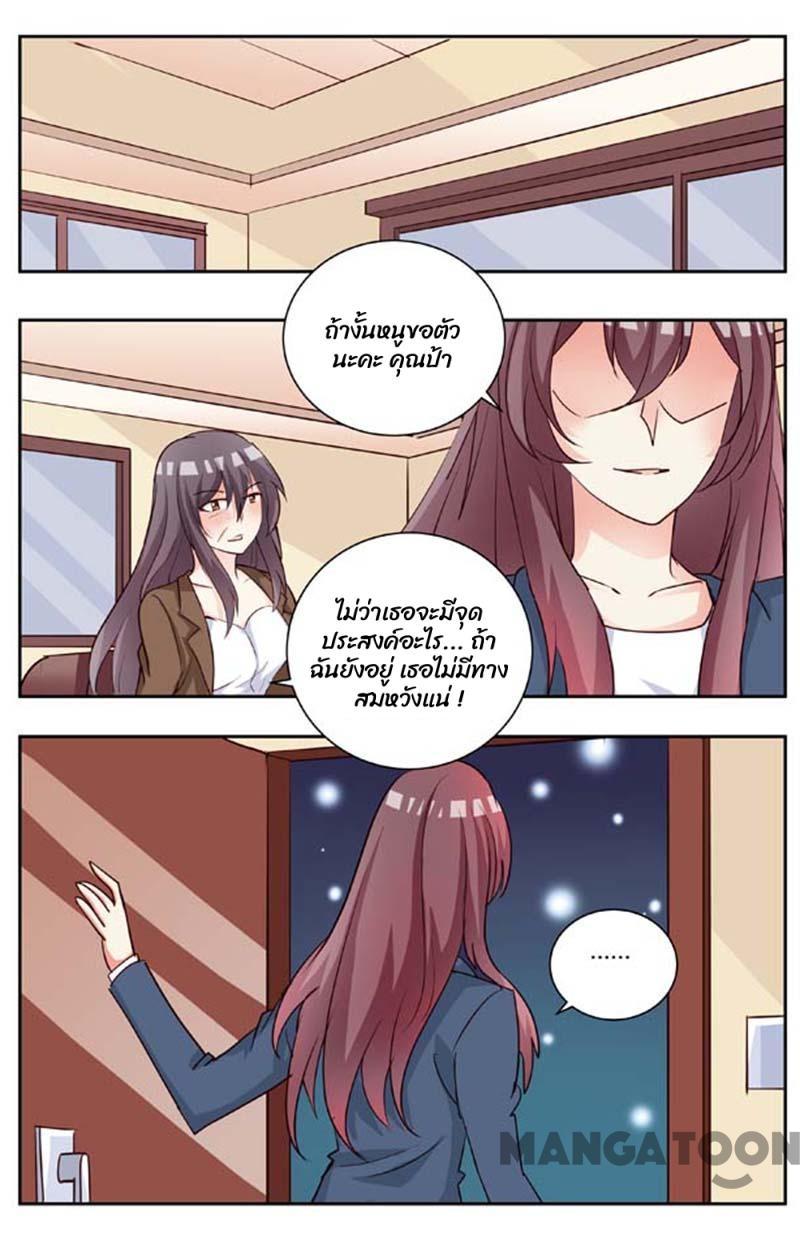 ถ้างั้นหนูขอตัว
นะคะ คุณป้า
ไม่ว่าเธอจะมีจุด
ประสงค์อะไร... ถ้า
ฉันยังอยู่ เธอไม่มีทาง
สมหวังแน่ !
......
MANGATOON